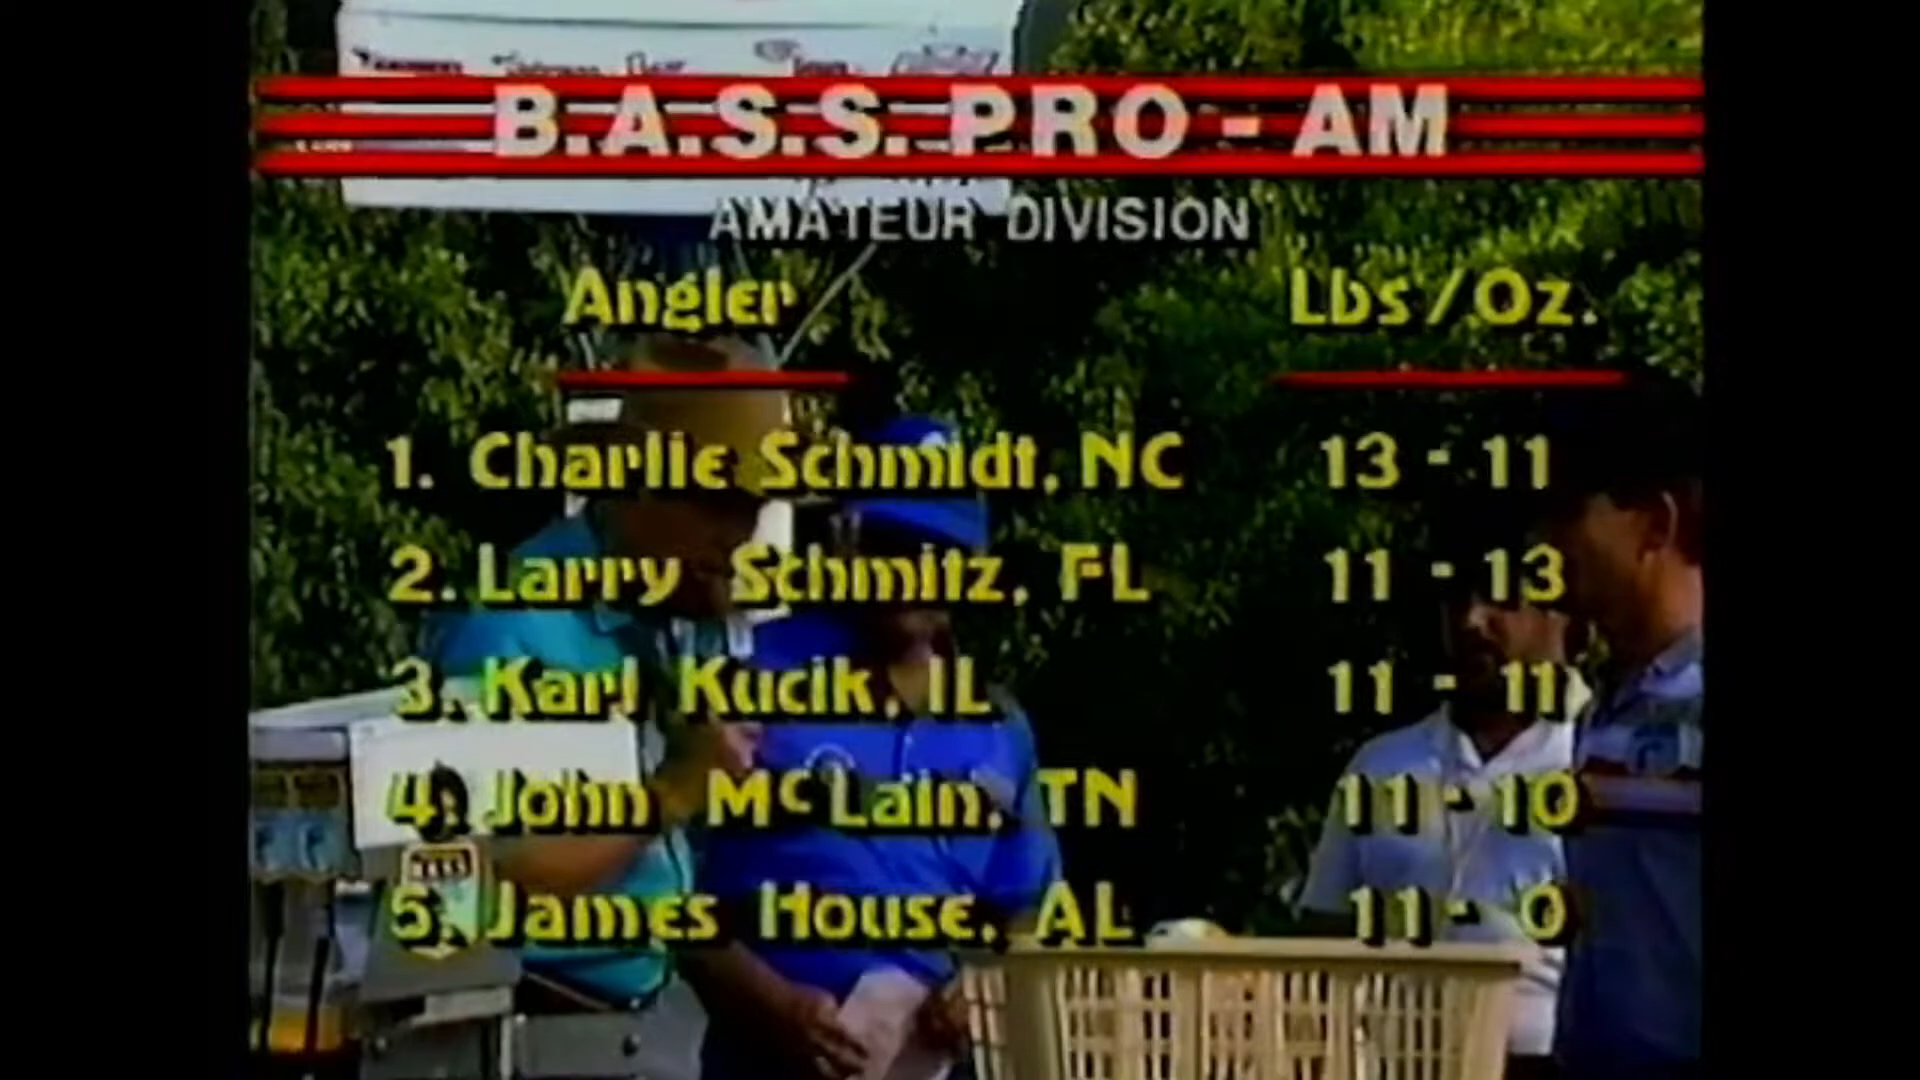 B.A.S.S. PRO - AM
AMATEUR DIVISION
Angler Lbs/Oz.
1. Charlie Schmidt, NC 13 - 11
2. Larry Schmitz, FL 11 - 13
3. Karl Kucik, IL 11 - 11
4. John McLain, TN 11 - 10
5. James House, AL 11 - 0